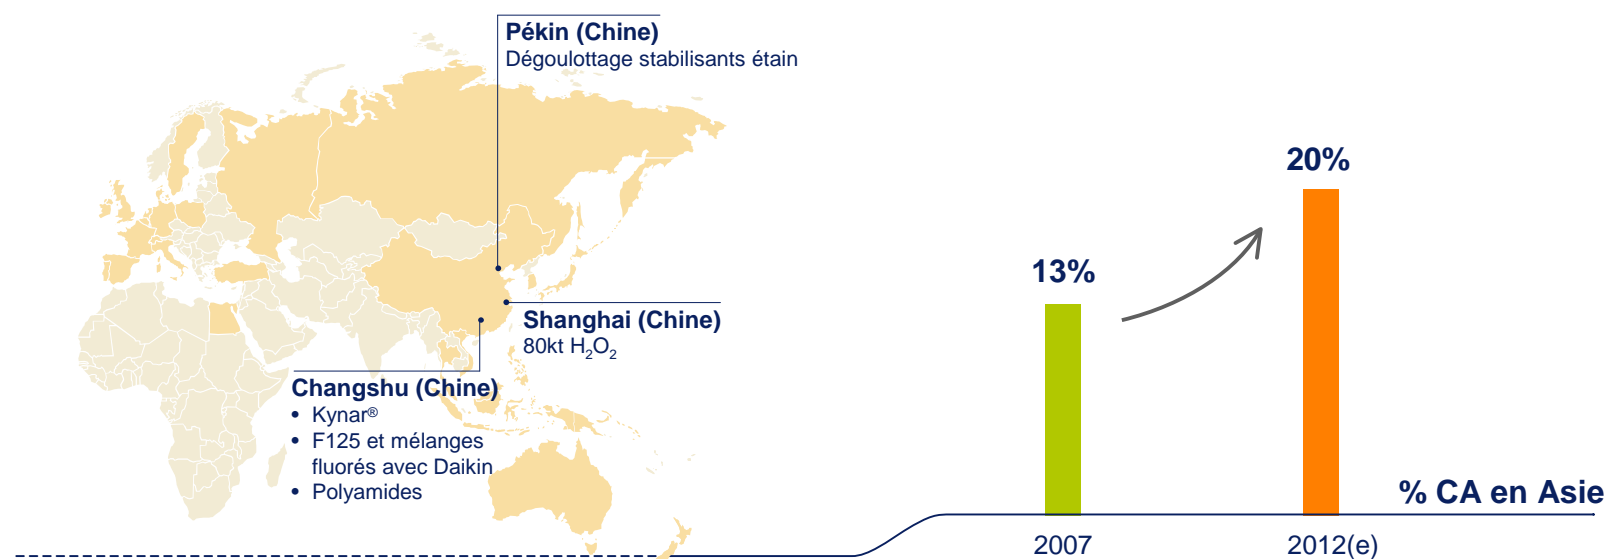 Pékin (Chine)
Dégoulottage stabilisants étain
Shanghai (Chine)
80kt H₂O₂
Changshu (Chine)
• Kynar®
• F125 et mélanges
fluorés avec Daikin
• Polyamides
20%
13%
% CA en Asie
2007
2012(e)